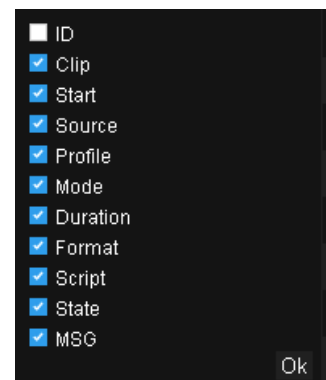 ID
Clip
Start
Source
Profile
Mode
Duration
Format
Script
State
MSG
Ok